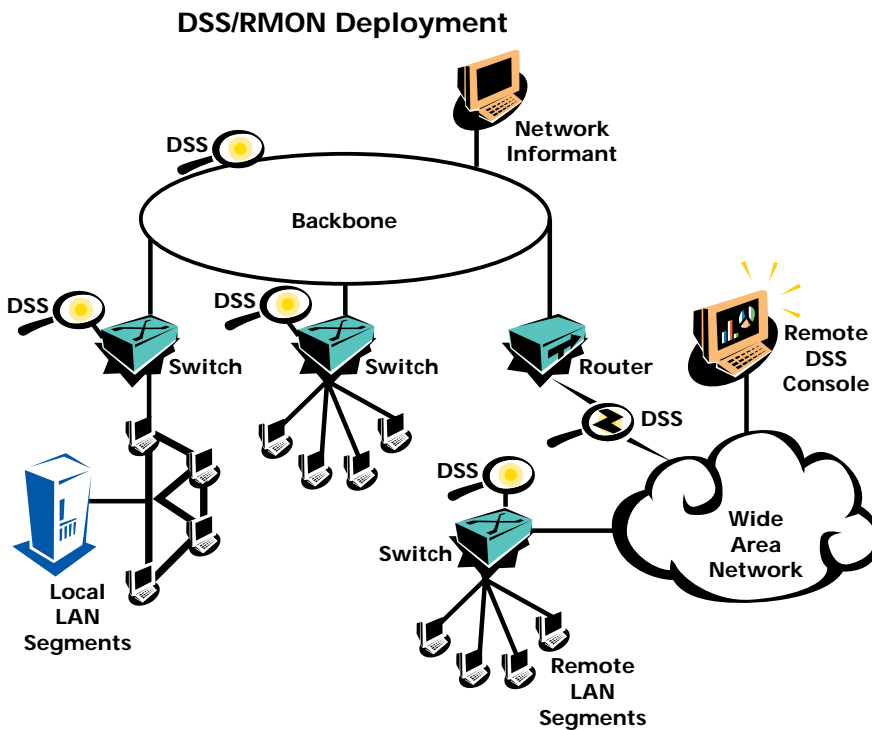 DSS/RMON Deployment
DSS
Network
Informant
Backbone
DSS
DSS
Switch
Switch
Router
Remote
DSS
Console
DSS
DSS
Switch
Wide
Area
Network
Local
LAN
Segments
Remote
LAN
Segments